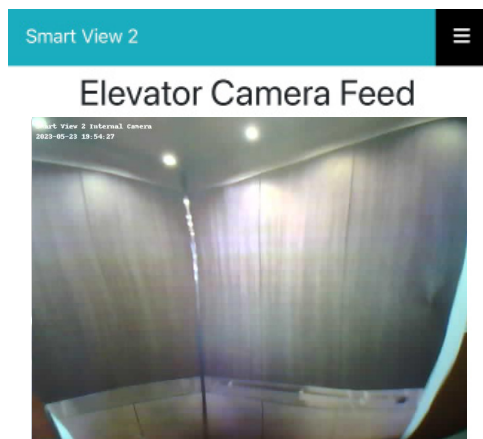 Smart View 2
Elevator Camera Feed
Smart View 2 Internal Camera
2023-05-23 19:54:27